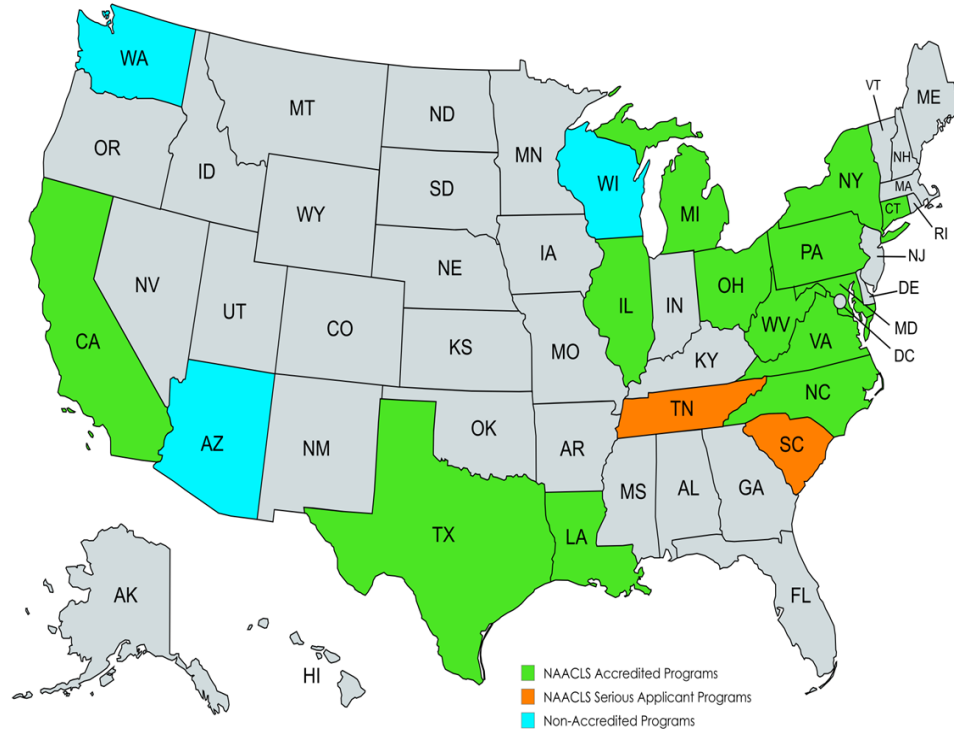 WA
MT
ND
MN
VT
ME
OR
ID
SD
WI
NH
NY
MA
WY
MI
CT
RI
IA
PA
NJ
NV
NE
OH
DE
UT
IL
IN
WV
MD
CA
CO
KS
MO
VA
DC
KY
NC
TN
AZ
NM
OK
AR
SC
MS
AL
GA
TX
LA
AK
FL
HI
NAACLS Accredited Programs
NAACLS Serious Applicant Programs
Non-Accredited Programs